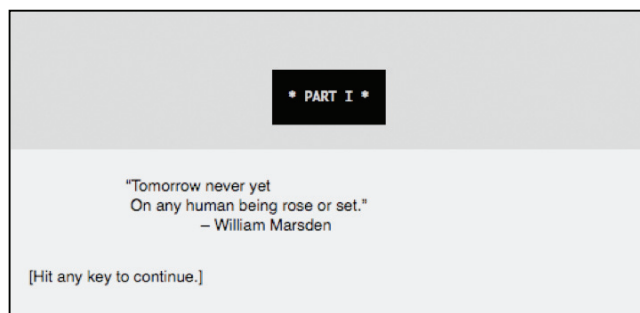 * PART I *
"Tomorrow never yet
On any human being rose or set."
– William Marsden
[Hit any key to continue.]